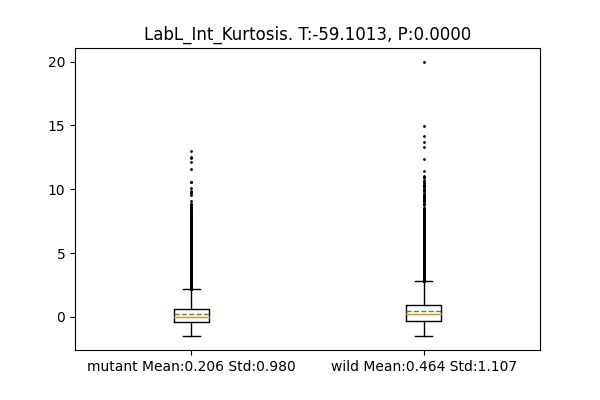 LabL_Int_Kurtosis. T:-59.1013, P:0.0000
20
15
10
5
0
mutant Mean:0.206 Std:0.980
wild Mean:0.464 Std:1.107